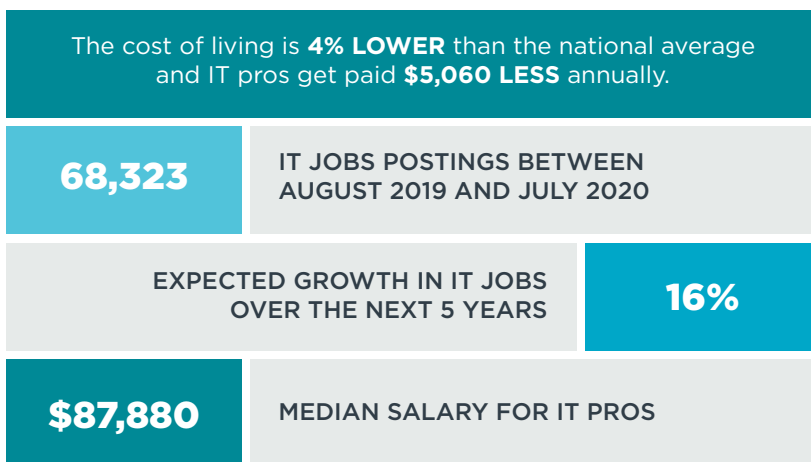 The cost of living is 4% LOWER than the national average
and IT pros get paid $5,060 LESS annually.
68,323
IT JOBS POSTINGS BETWEEN
AUGUST 2019 AND JULY 2020
EXPECTED GROWTH IN IT JOBS
OVER THE NEXT 5 YEARS
16%
$87,880
MEDIAN SALARY FOR IT PROS